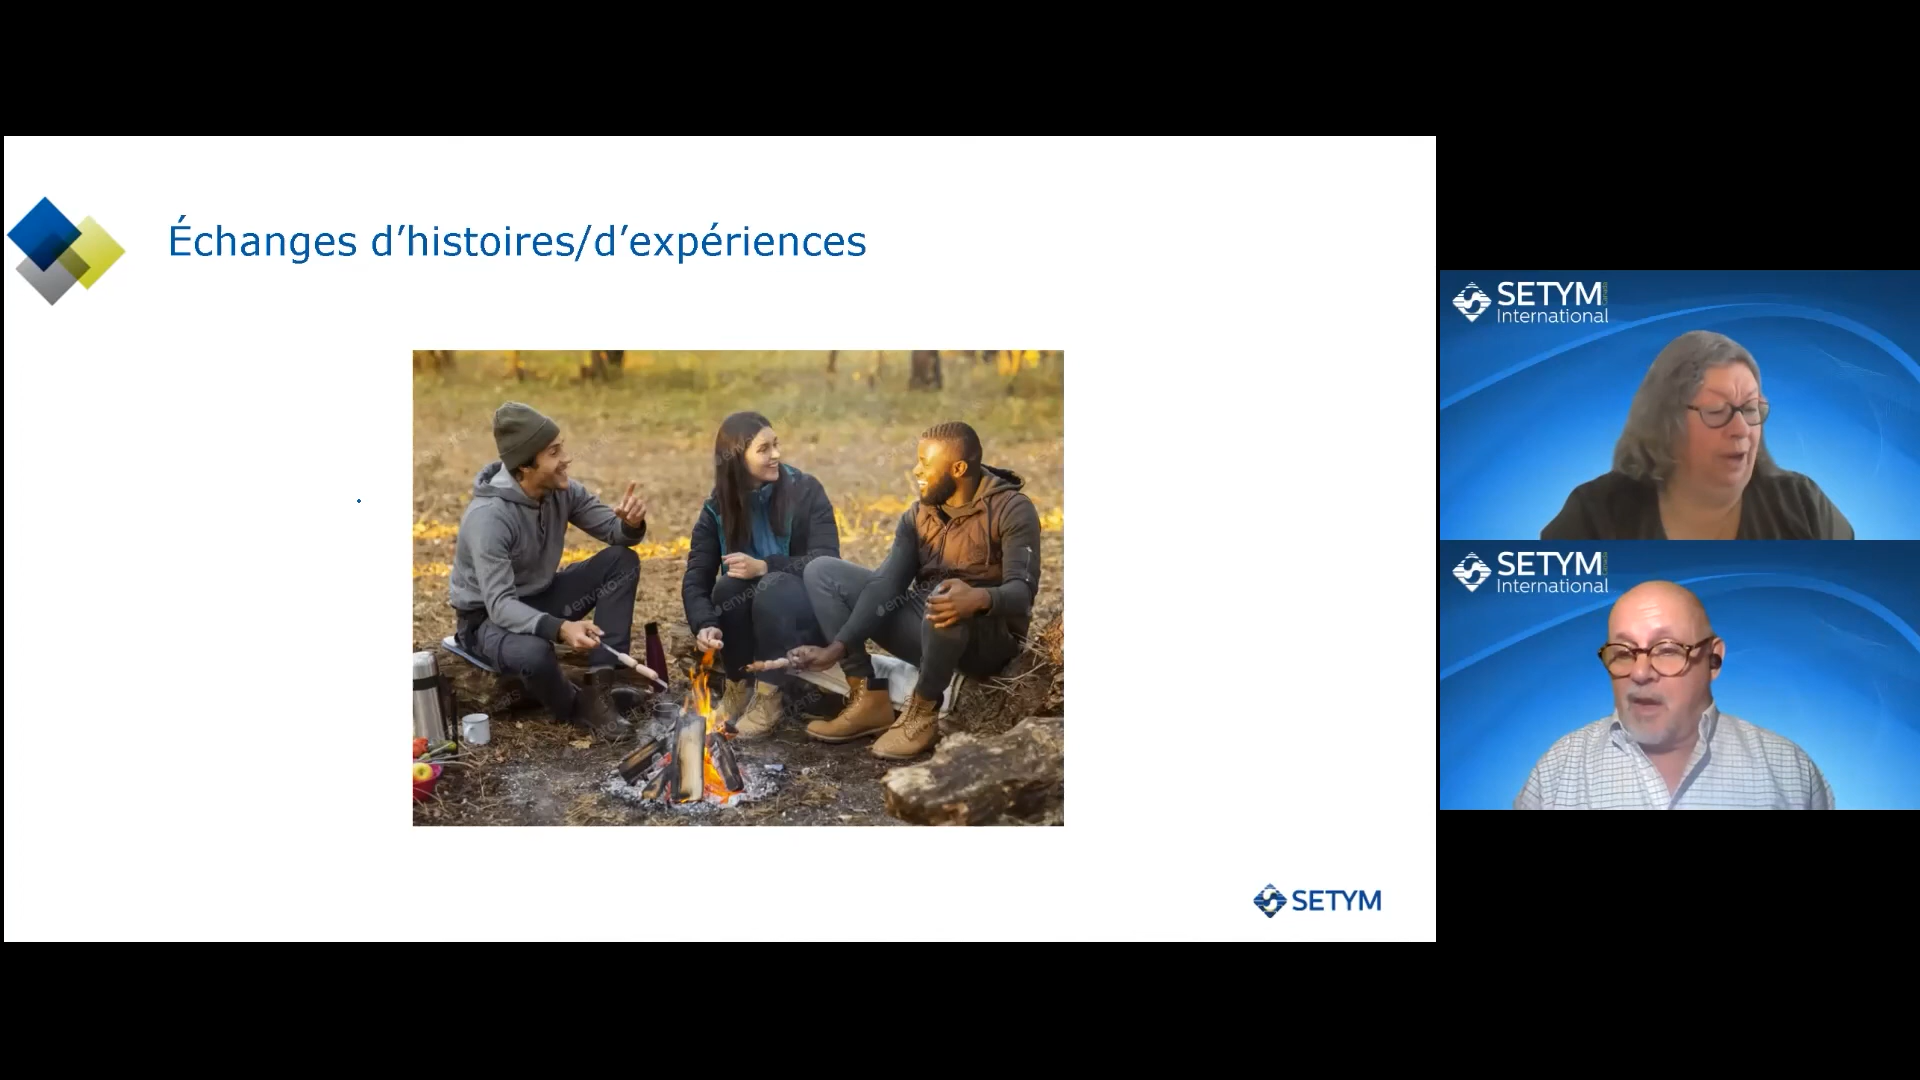 Échanges d’histoires/d’expériences
SETYM
SETYM
International
SETYM
International